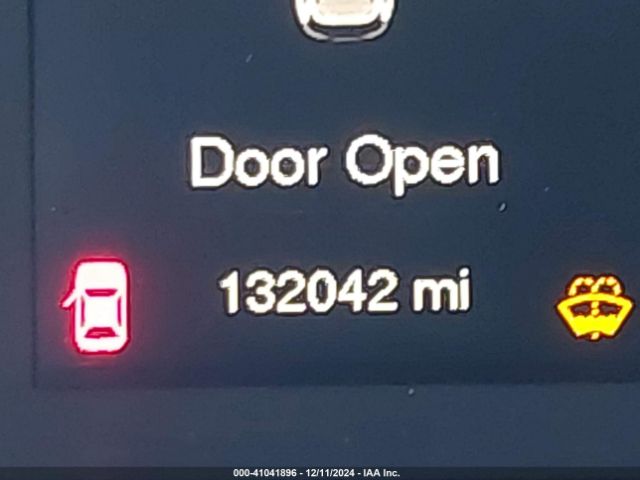 Door Open
132042 mi
000-41041896 - 12/11/2024 - IAA Inc.